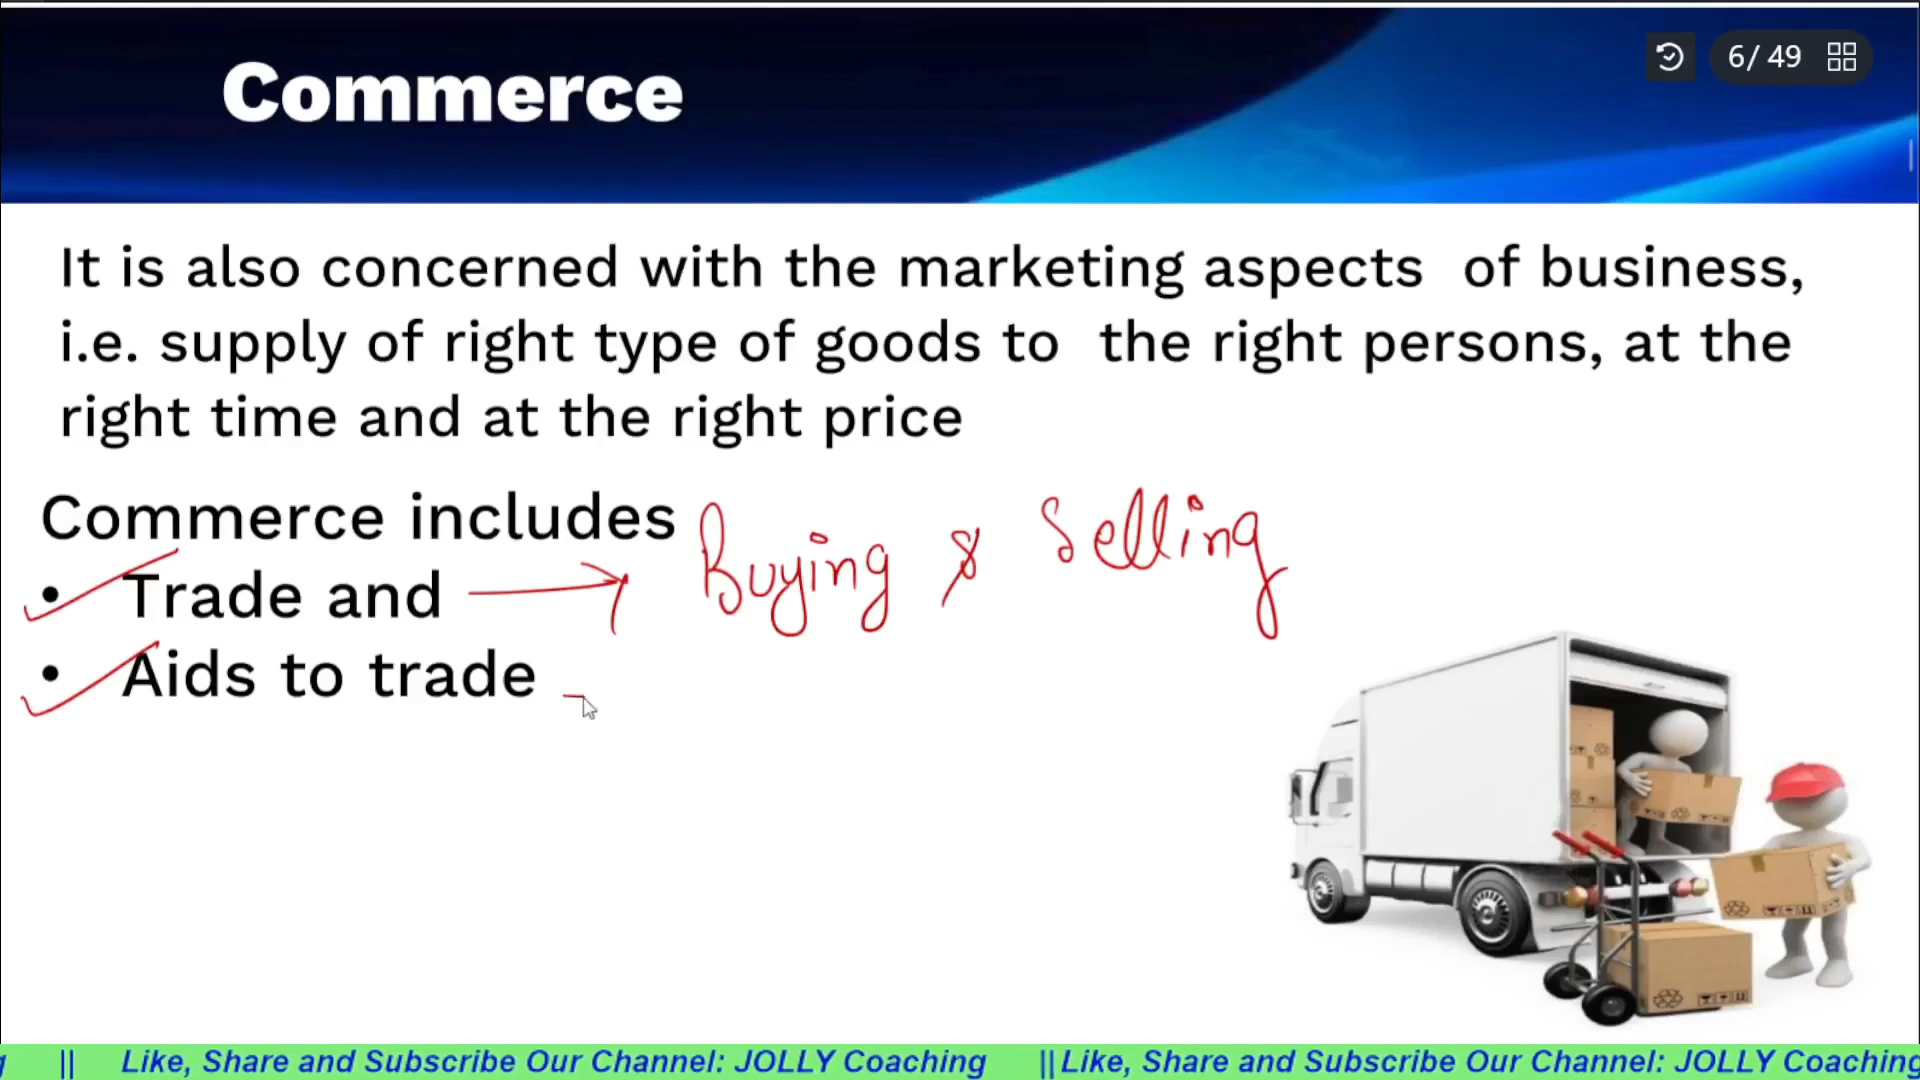 Commerce
6/ 49
It is also concerned with the marketing aspects of business,
i.e. supply of right type of goods to the right persons, at the
right time and at the right price
Commerce includes
• Trade and → Buying & Selling
• Aids to trade
|| Like, Share and Subscribe Our Channel: JOLLY Coaching || Like, Share and Subscribe Our Channel: JOLLY Coaching